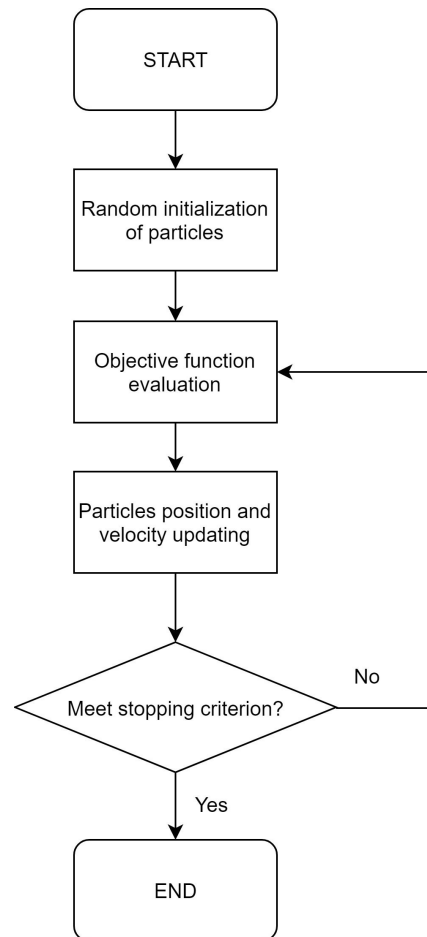 START
Random initialization
of particles
Objective function
evaluation
Particles position and
velocity updating
Meet stopping criterion?
No
Yes
END